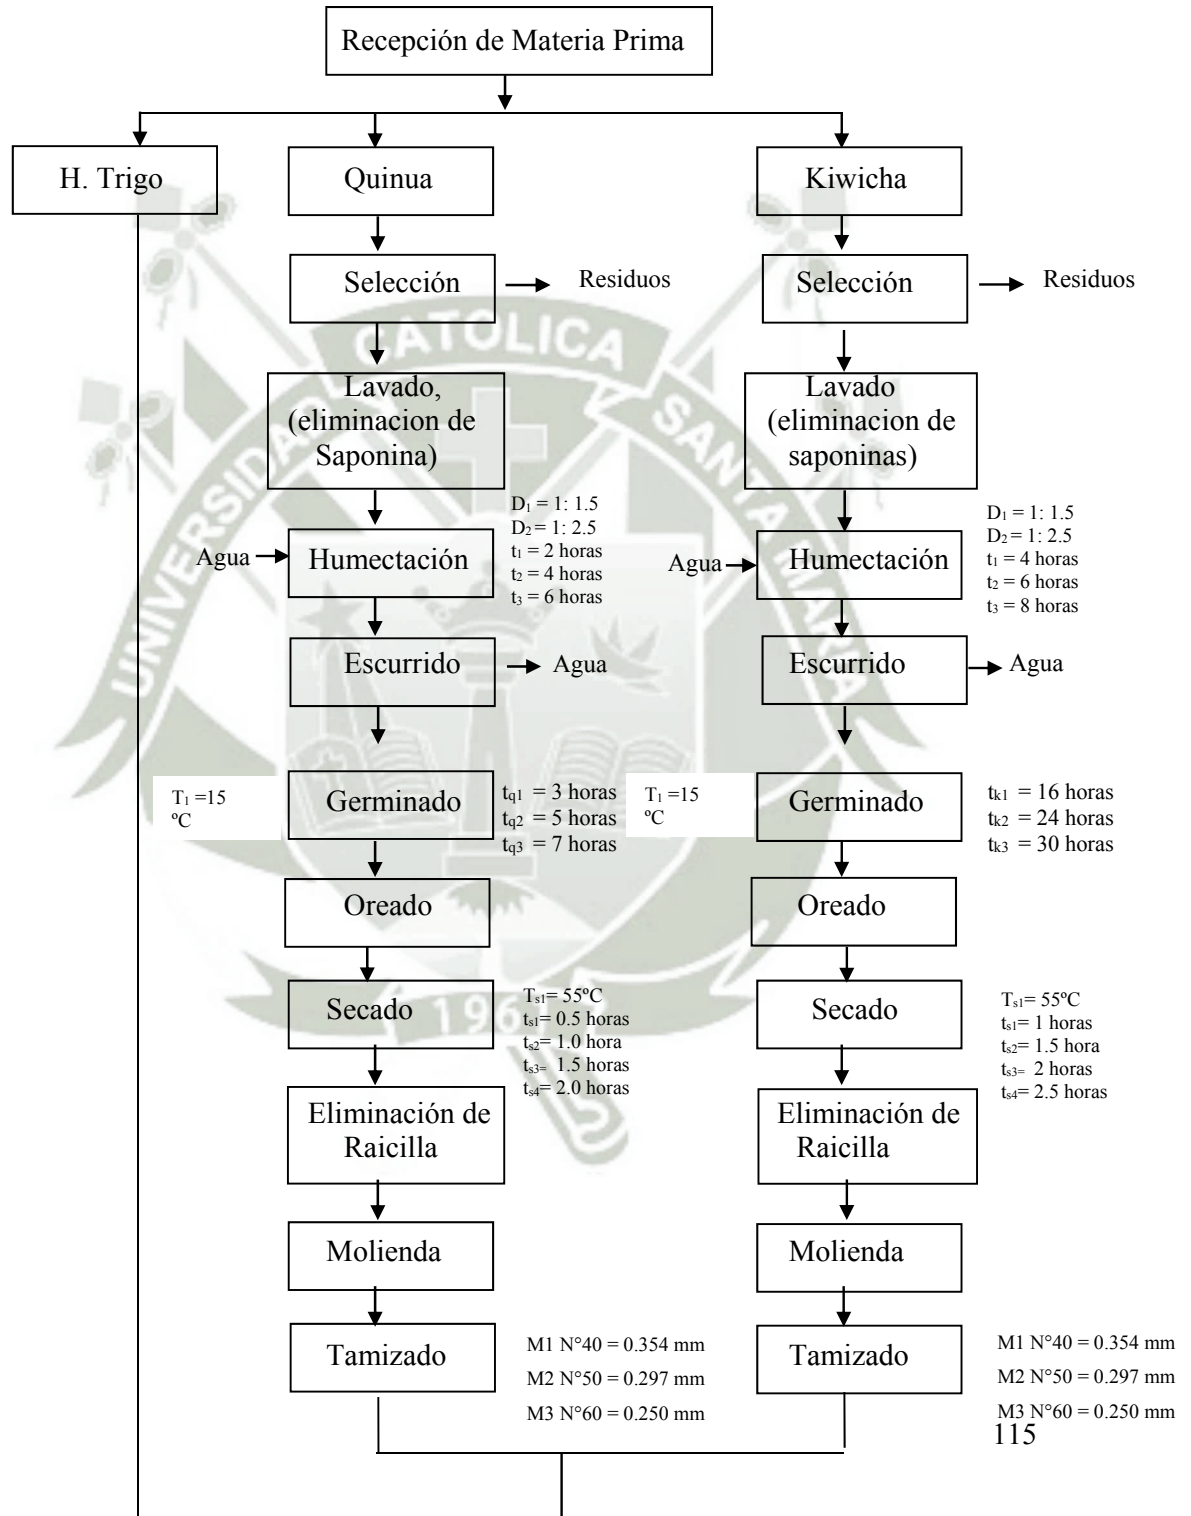 Recepción de Materia Prima
H. Trigo
Quinua
Kiwicha
Selección
Residuos
Selección
Residuos
Lavado,
(eliminacion de
Saponina)
Lavado
(eliminacion de
saponinas)
Agua
Humectación
D1 = 1: 1.5
D2 = 1: 2.5
t1 = 2 horas
t2 = 4 horas
t3 = 6 horas
Agua
Humectación
D1 = 1: 1.5
D2 = 1: 2.5
t1 = 4 horas
t2 = 6 horas
t3 = 8 horas
Escurrido
Agua
Escurrido
Agua
T1 =15
ºC
Germinado
tq1 = 3 horas
tq2 = 5 horas
tq3 = 7 horas
T1 =15
ºC
Germinado
tk1 = 16 horas
tk2 = 24 horas
tk3 = 30 horas
Oreado
Oreado
Secado
Ts1= 55ºC
ts1= 0.5 horas
ts2= 1.0 hora
ts3= 1.5 horas
ts4= 2.0 horas
Secado
Ts1= 55ºC
ts1= 1 horas
ts2= 1.5 hora
ts3= 2 horas
ts4= 2.5 horas
Eliminación de
Raicilla
Eliminación de
Raicilla
Molienda
Molienda
Tamizado
M1 N°40 = 0.354 mm
M2 N°50 = 0.297 mm
M3 N°60 = 0.250 mm
Tamizado
M1 N°40 = 0.354 mm
M2 N°50 = 0.297 mm
M3 N°60 = 0.250 mm
115
UNIVERSIDAD CATOLICA SANTA MARIA
1961